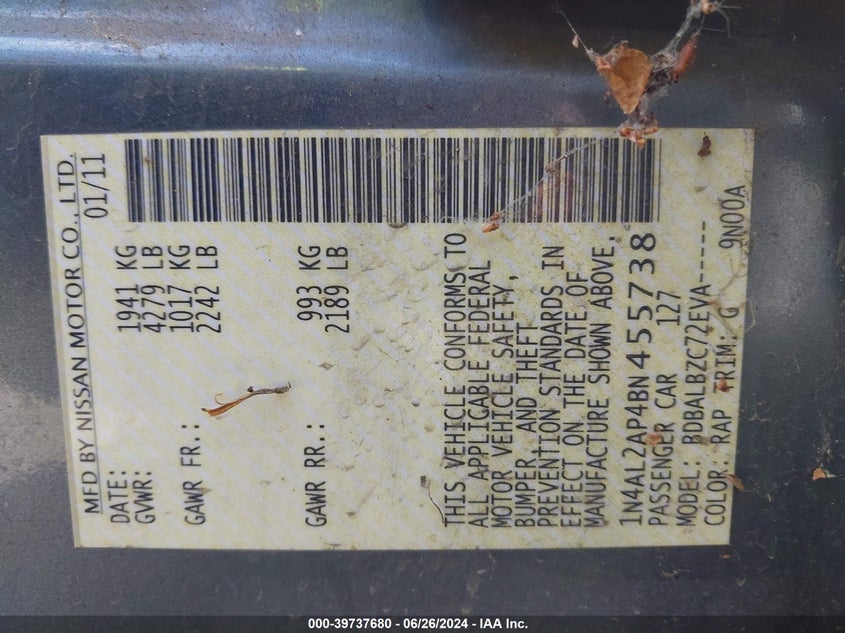 MFD BY NISSAN MOTOR CO., LTD.
DATE: 01/11
GVWR: 1941 KG
4279 LB
GAWR FR.: 1017 KG
2242 LB
GAWR RR.: 993 KG
2189 LB
THIS VEHICLE CONFORMS TO
ALL APPLICABLE FEDERAL
MOTOR VEHICLE SAFETY,
BUMPER, AND THEFT
PREVENTION STANDARDS IN
EFFECT ON THE DATE OF
MANUFACTURE SHOWN ABOVE.
1N4AL2AP4BN455738
PASSENGER CAR 127
MODEL: BDBALBZC72EVA-----
COLOR: RAP TRIM: G 9N00A
000-39737680 - 06/26/2024 - IAA Inc.